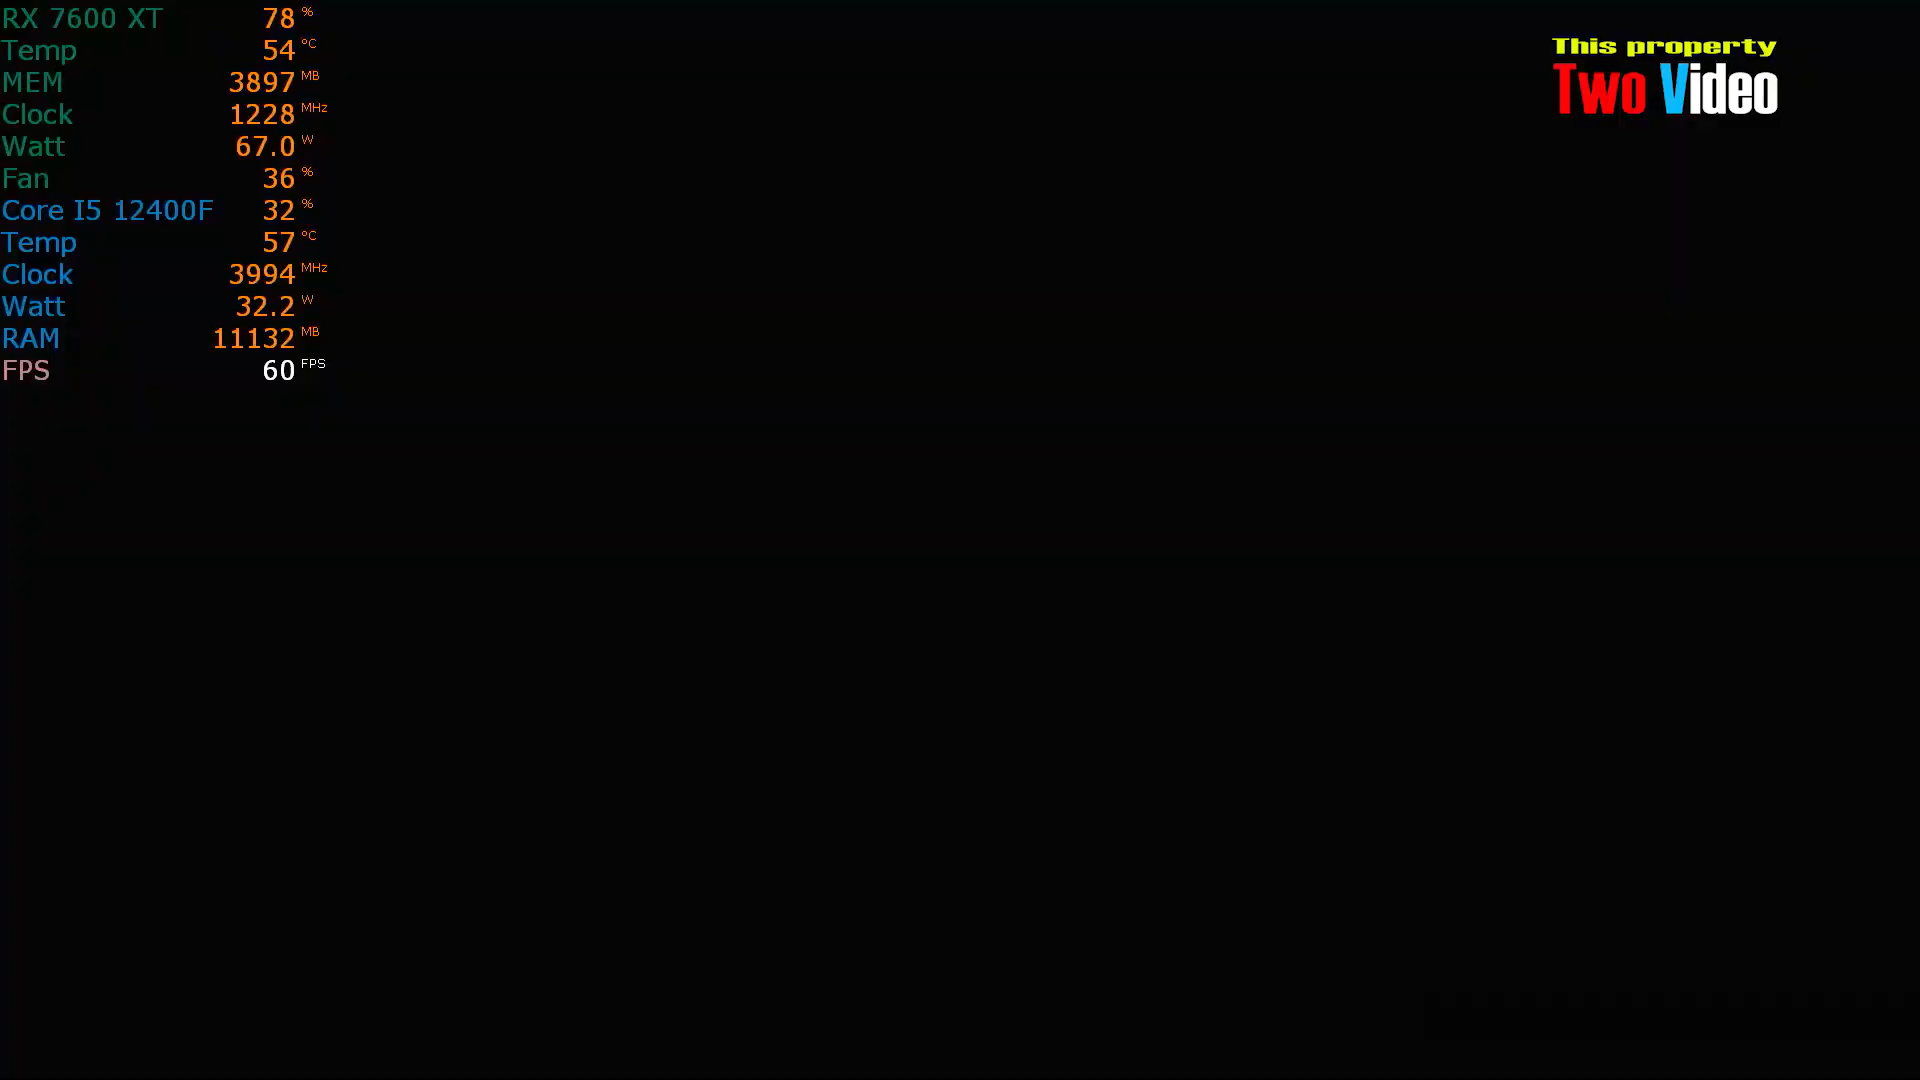 RX 7600 XT 78 %
Temp 54 °C
MEM 3897 MB
Clock 1228 MHz
Watt 67.0 W
Fan 36 %
Core I5 12400F 32 %
Temp 57 °C
Clock 3994 MHz
Watt 32.2 W
RAM 11132 MB
FPS 60 FPS
This property
Two Video